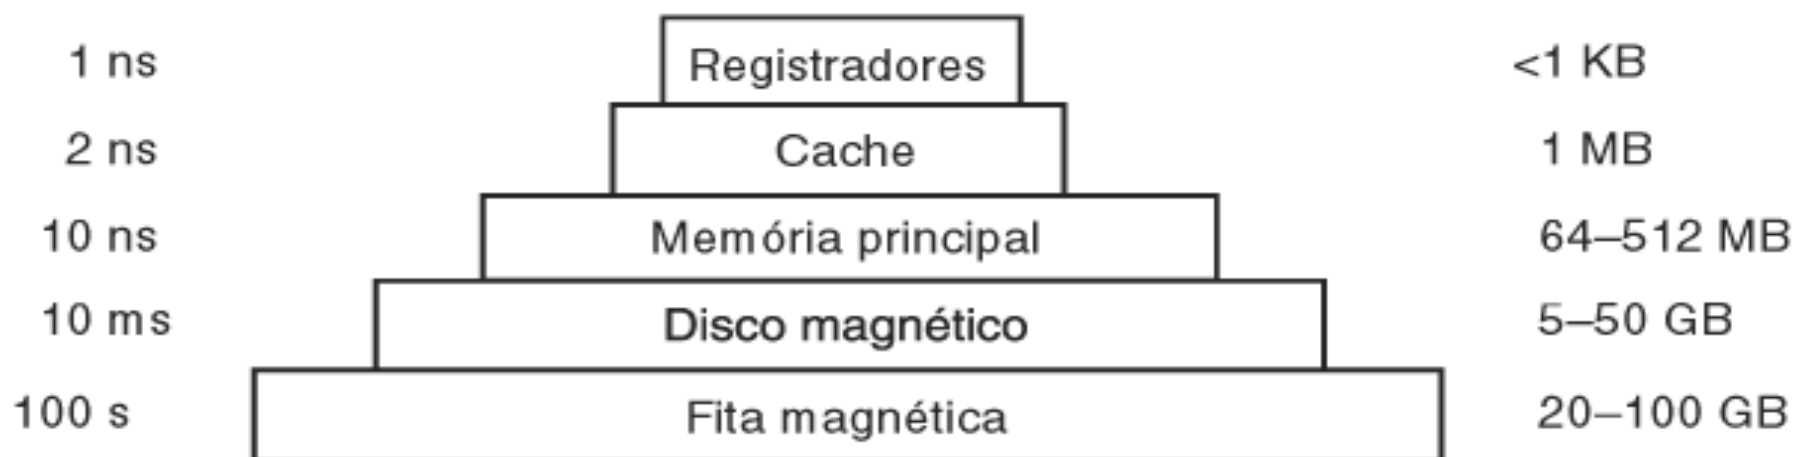 1 ns Registradores <1 KB
2 ns Cache 1 MB
10 ns Memória principal 64–512 MB
10 ms Disco magnético 5–50 GB
100 s Fita magnética 20–100 GB